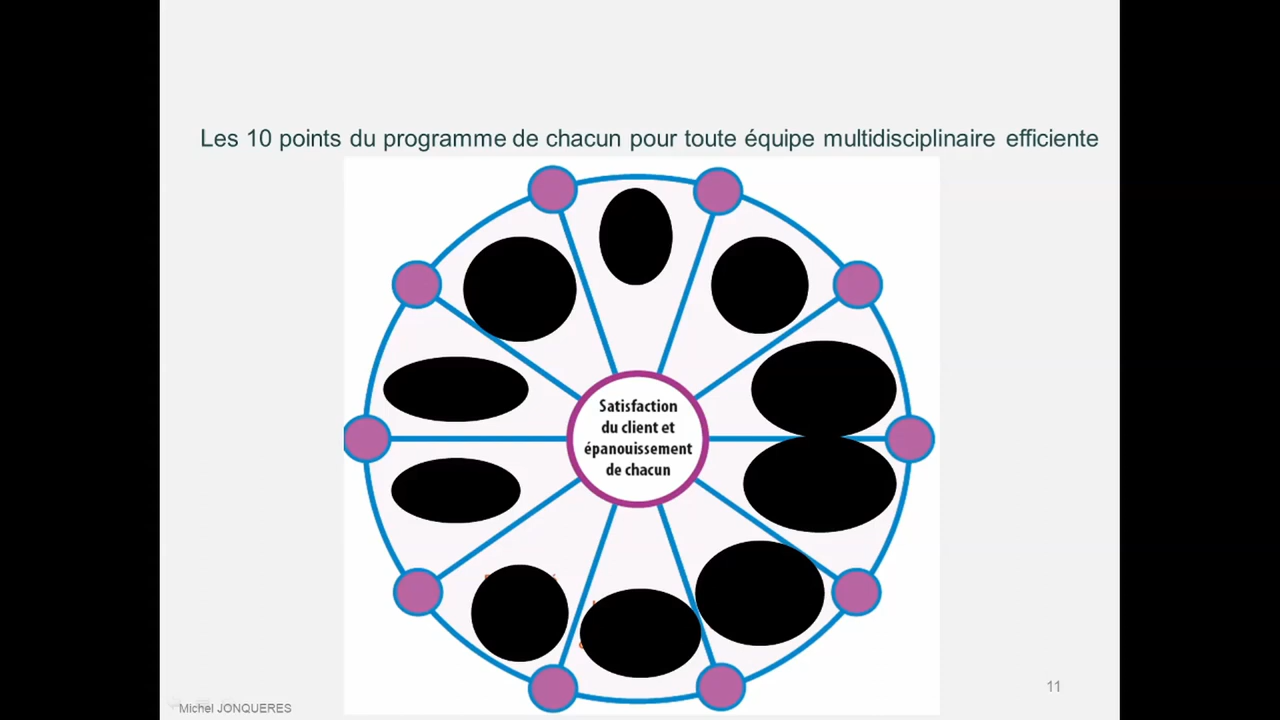 Les 10 points du programme de chacun pour toute équipe multidisciplinaire efficiente
Satisfaction
du client et
épanouissement
de chacun
11
Michel JONQUERES